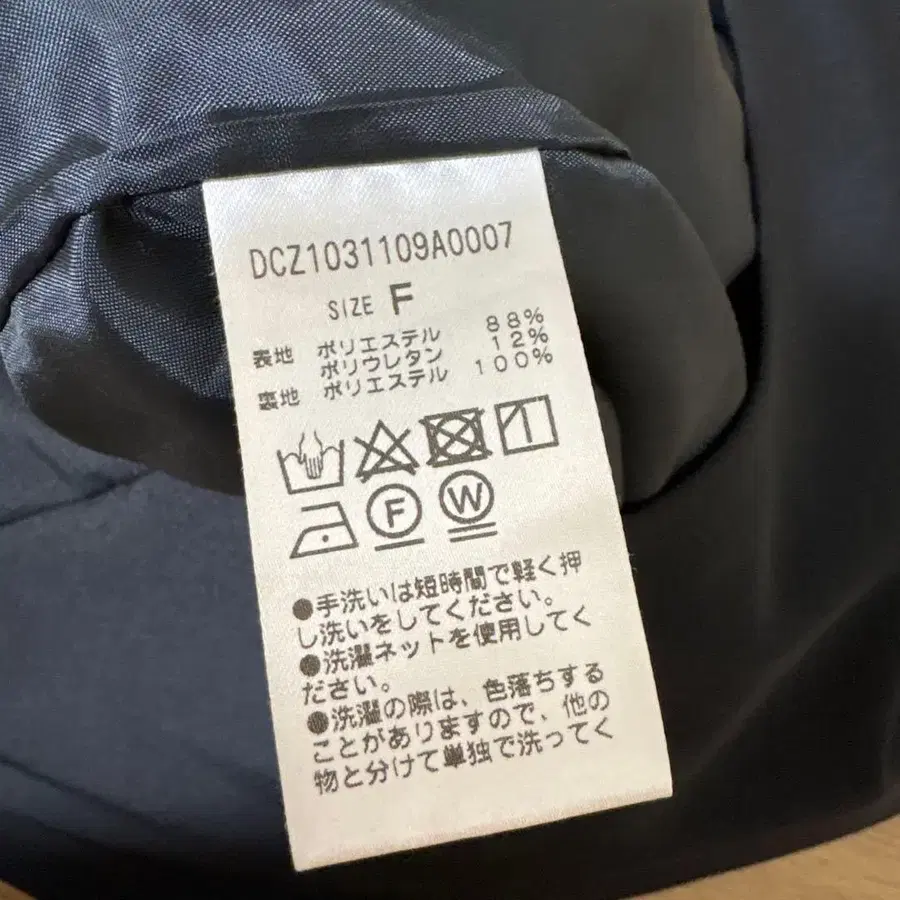 DCZ1031109A0007
SIZE F
表地 ポリエステル 88%
ポリウレタン 12%
裏地 ポリエステル 100%
F W
●手洗いは短時間で軽く押
し洗いをしてください。
●洗濯ネットを使用してく
ださい。
●洗濯の際は、色落ちする
ことがありますので、他の
物と分けて単独で洗ってく